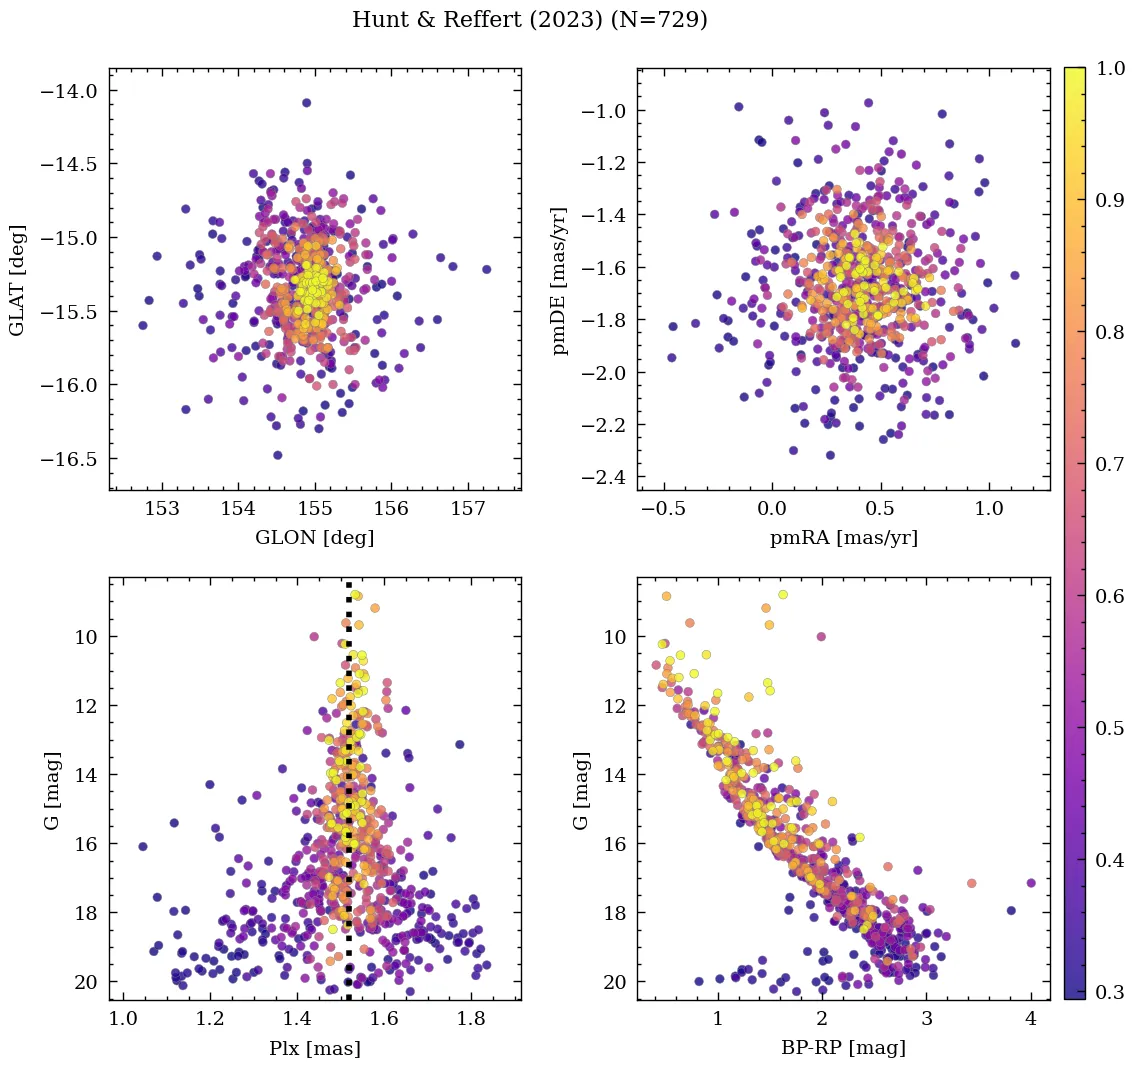 Hunt & Reffert (2023) (N=729)
−14.0
−14.5
−15.0
−15.5
−16.0
−16.5
GLAT [deg]
153 154 155 156 157
GLON [deg]
−1.0
−1.2
−1.4
−1.6
−1.8
−2.0
−2.2
−2.4
pmDE [mas/yr]
−0.5 0.0 0.5 1.0
pmRA [mas/yr]
10
12
14
16
18
20
G [mag]
1.0 1.2 1.4 1.6 1.8
Plx [mas]
10
12
14
16
18
20
G [mag]
1 2 3 4
BP-RP [mag]
1.0
0.9
0.8
0.7
0.6
0.5
0.4
0.3